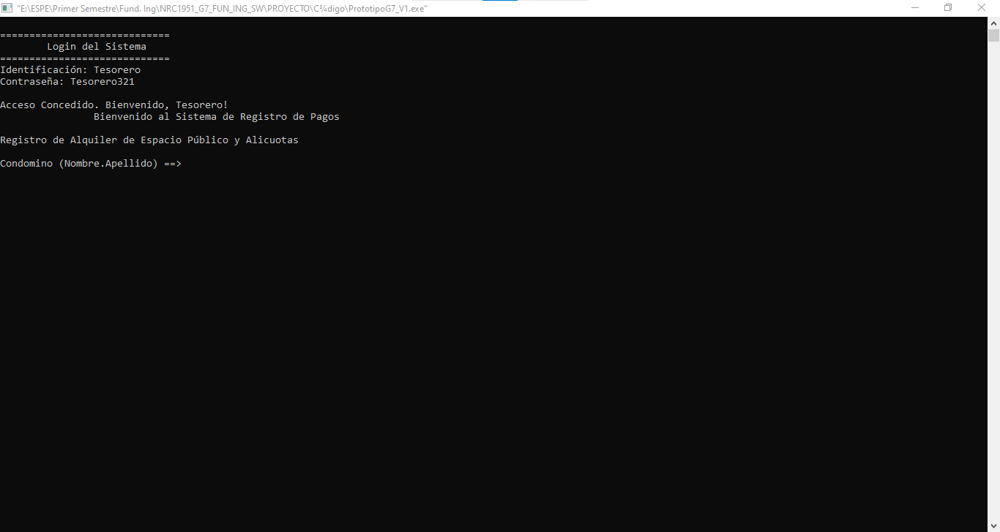 "E:\ESPE\Primer Semestre\Fund. Ing\NRC1951_G7_FUN_ING_SW\PROYECTO\C¾digo\PrototipoG7_V1.exe"
=============================
Login del Sistema
=============================
Identificación: Tesorero
Contraseña: Tesorero321
Acceso Concedido. Bienvenido, Tesorero!
Bienvenido al Sistema de Registro de Pagos
Registro de Alquiler de Espacio Público y Alicuotas
Condomino (Nombre.Apellido) ==>